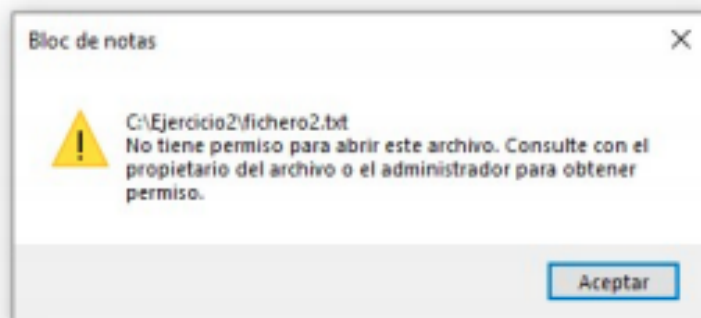 Bloc de notas
C:\Ejercicio2\fichero2.txt
No tiene permiso para abrir este archivo. Consulte con el
propietario del archivo o el administrador para obtener
permiso.
Aceptar